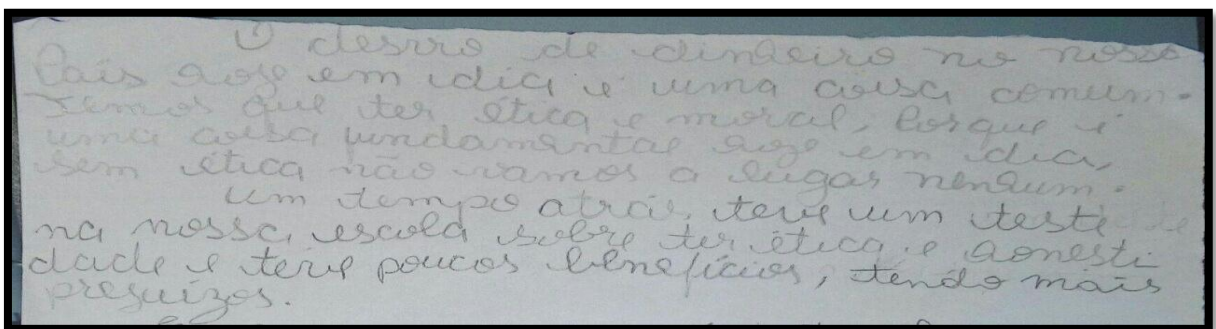 O desvio de dinheiro no nosso
País hoje em dia é uma coisa comum.
Temos que ter ética e moral, Porque é
uma coisa fundamental hoje em dia,
sem ética não vamos a lugar nenhum.
Um tempo atrás, teve um teste
na nossa escola sobre ter ética e honesti
dade e teve poucos benefícios, tendo mais
prejuízos.